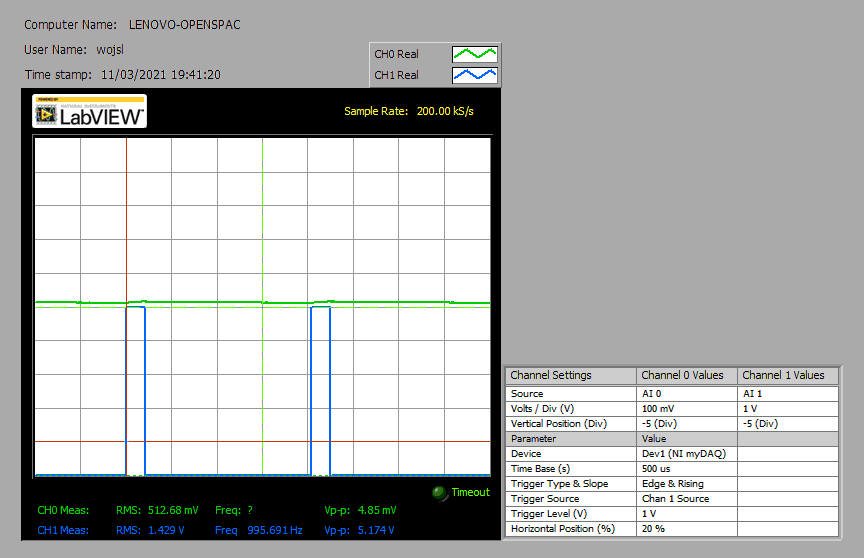 Computer Name: LENOVO-OPENSPAC
User Name: wojsl
Time stamp: 11/03/2021 19:41:20
CH0 Real
CH1 Real
POWERED BY
NATIONAL INSTRUMENTS
LabVIEW™
Sample Rate: 200.00 kS/s
Timeout
CH0 Meas: RMS: 512.68 mV Freq: ? Vp-p: 4.85 mV
CH1 Meas: RMS: 1.429 V Freq 995.691 Hz Vp-p: 5.174 V
Channel Settings Channel 0 Values Channel 1 Values
Source AI 0 AI 1
Volts / Div (V) 100 mV 1 V
Vertical Position (Div) -5 (Div) -5 (Div)
Parameter Value
Device Dev1 (NI myDAQ)
Time Base (s) 500 us
Trigger Type & Slope Edge & Rising
Trigger Source Chan 1 Source
Trigger Level (V) 1 V
Horizontal Position (%) 20 %